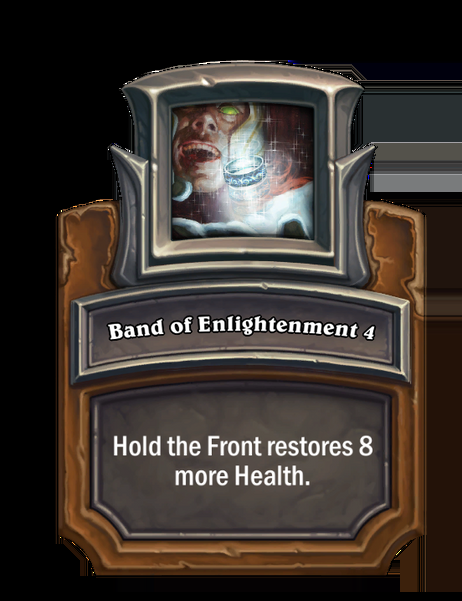 Band of Enlightenment 4
Hold the Front restores 8
more Health.